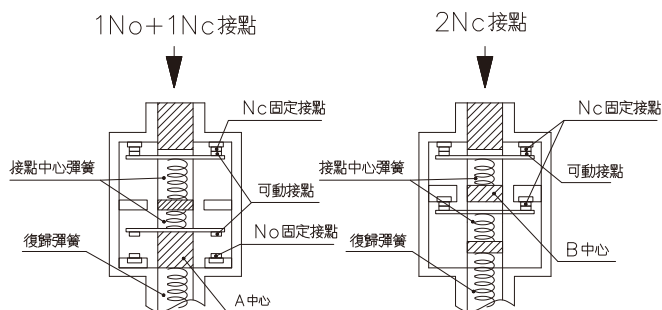 1No+1Nc接點
2Nc接點
Nc固定接點
接點中心彈簧
可動接點
No固定接點
復歸彈簧
A中心
Nc固定接點
接點中心彈簧
可動接點
B中心
復歸彈簧